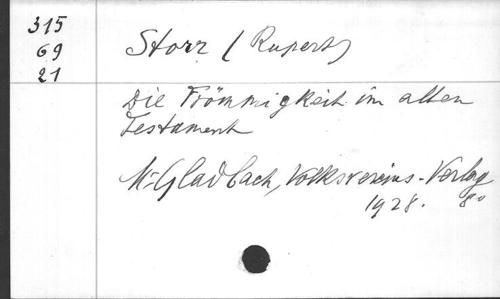 315
69
21
Storr (Rupert)
Die Frömmigkeit im alten
Testament
M-Gladbach, Volksvereins-Verlag
1928. 8°